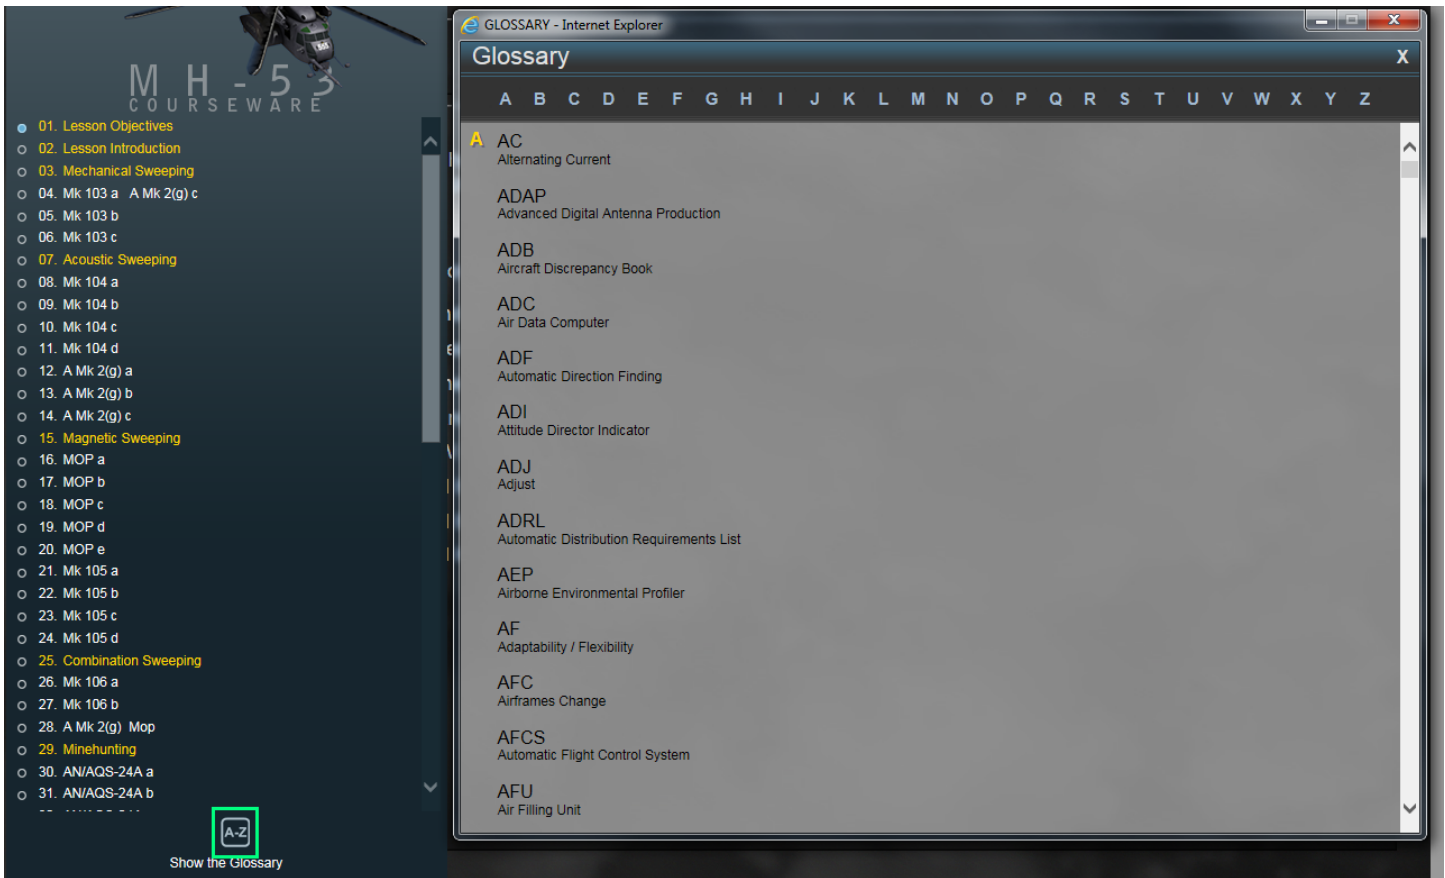 MH-53
COURSEWARE
01. Lesson Objectives
02. Lesson Introduction
03. Mechanical Sweeping
04. Mk 103 a A Mk 2(g) c
05. Mk 103 b
06. Mk 103 c
07. Acoustic Sweeping
08. Mk 104 a
09. Mk 104 b
10. Mk 104 c
11. Mk 104 d
12. A Mk 2(g) a
13. A Mk 2(g) b
14. A Mk 2(g) c
15. Magnetic Sweeping
16. MOP a
17. MOP b
18. MOP c
19. MOP d
20. MOP e
21. Mk 105 a
22. Mk 105 b
23. Mk 105 c
24. Mk 105 d
25. Combination Sweeping
26. Mk 106 a
27. Mk 106 b
28. A Mk 2(g) Mop
29. Minehunting
30. AN/AQS-24A a
31. AN/AQS-24A b
A-Z
Show the Glossary
GLOSSARY - Internet Explorer
Glossary X
A B C D E F G H I J K L M N O P Q R S T U V W X Y Z
A AC
Alternating Current
ADAP
Advanced Digital Antenna Production
ADB
Aircraft Discrepancy Book
ADC
Air Data Computer
ADF
Automatic Direction Finding
ADI
Attitude Director Indicator
ADJ
Adjust
ADRL
Automatic Distribution Requirements List
AEP
Airborne Environmental Profiler
AF
Adaptability / Flexibility
AFC
Airframes Change
AFCS
Automatic Flight Control System
AFU
Air Filling Unit